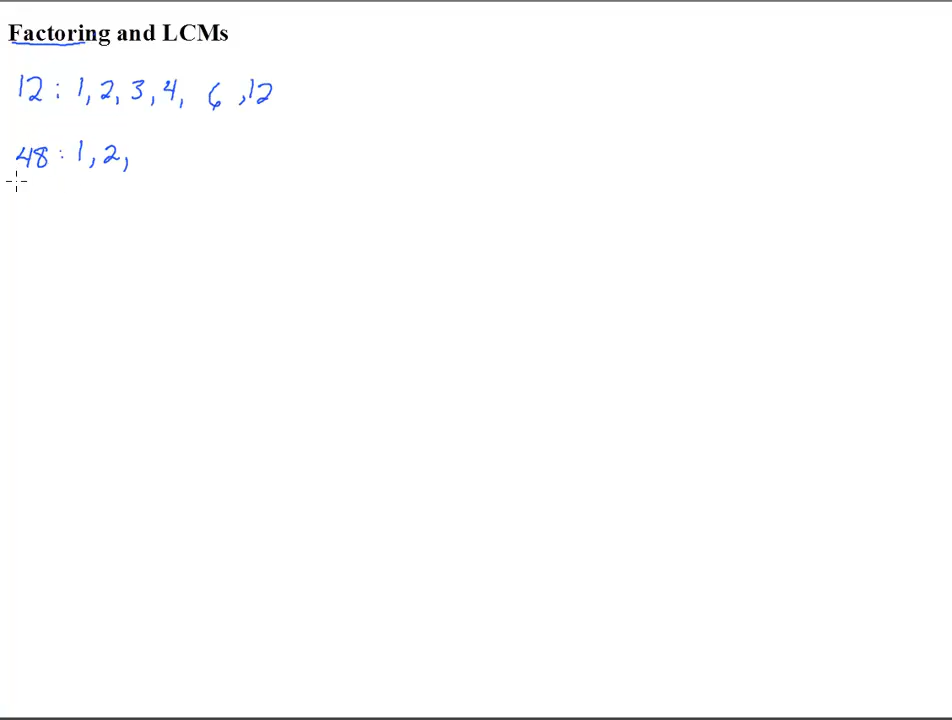 Factoring and LCMs
12 : 1, 2, 3, 4, 6 , 12
48 : 1, 2,